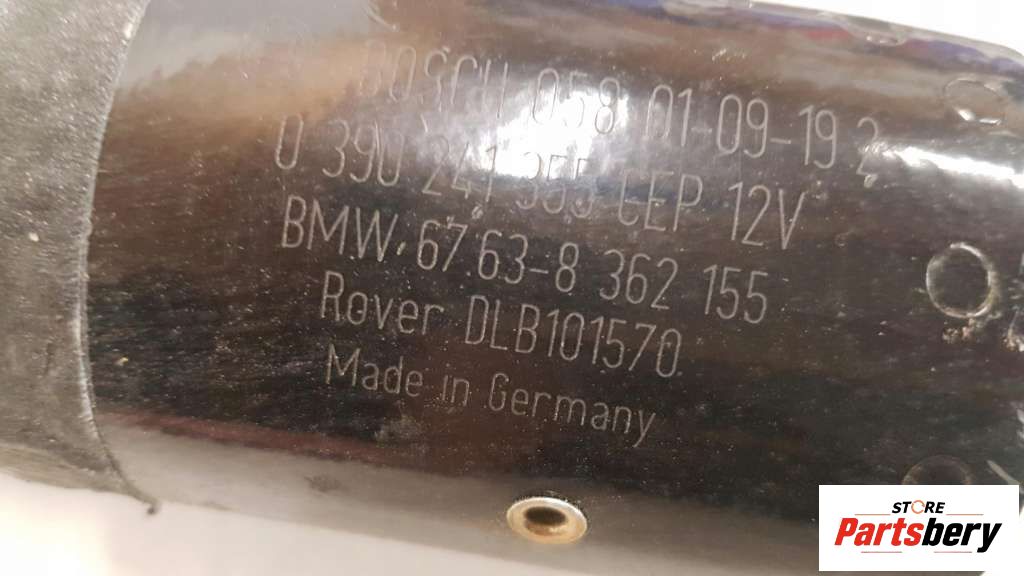 BOSCH 058 01-09-19 2
0 390 241 353 CEP 12V
BMW 67.63-8 362 155
Rover DLB101570
Made in Germany
STORE
Partsbery